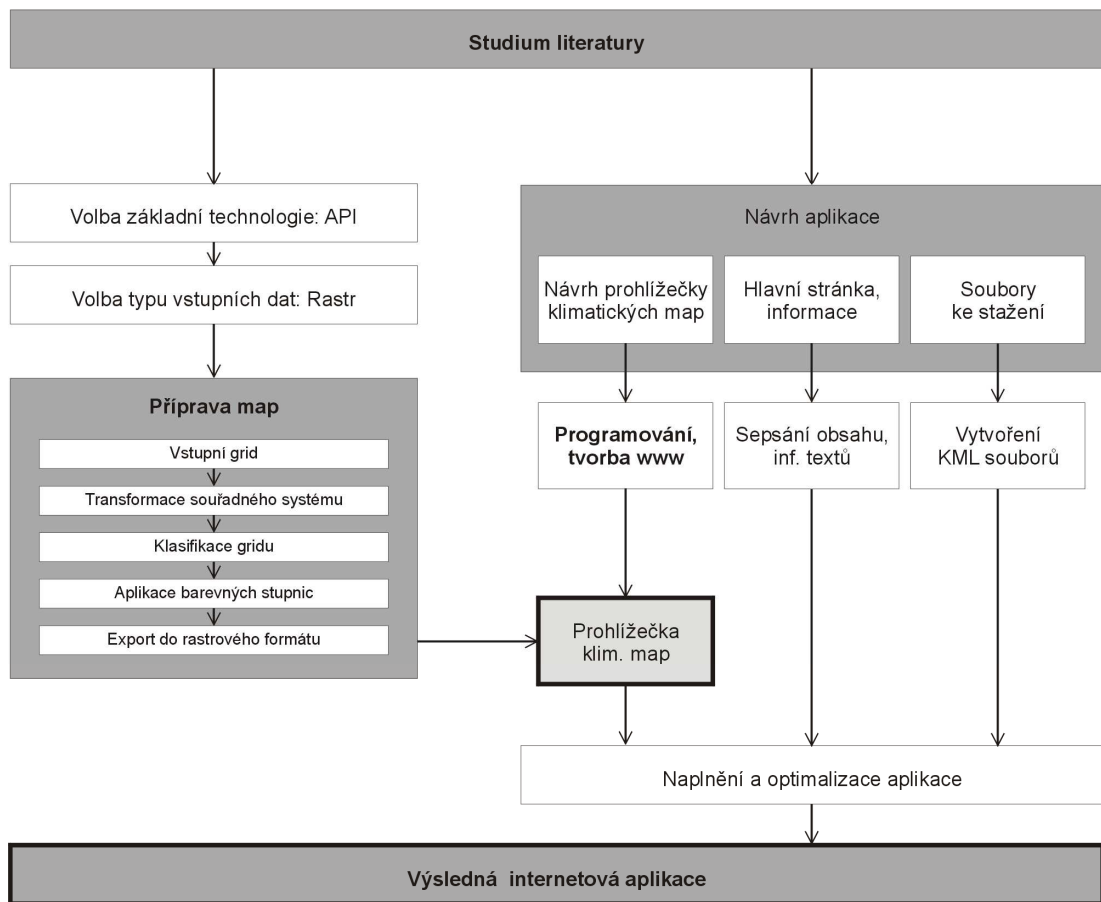 Studium literatury
Volba základní technologie: API
Volba typu vstupních dat: Rastr
Příprava map
Vstupní grid
Transformace souřadného systému
Klasifikace gridu
Aplikace barevných stupnic
Export do rastrového formátu
Návrh aplikace
Návrh prohlížečky
klimatických map
Hlavní stránka,
informace
Soubory
ke stažení
Programování,
tvorba www
Sepsání obsahu,
inf. textů
Vytvoření
KML souborů
Prohlížečka
klim. map
Naplnění a optimalizace aplikace
Výsledná internetová aplikace